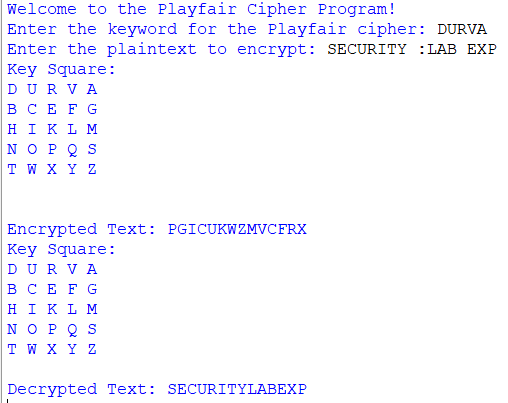 Welcome to the Playfair Cipher Program!
Enter the keyword for the Playfair cipher: DURVA
Enter the plaintext to encrypt: SECURITY :LAB EXP
Key Square:
D U R V A
B C E F G
H I K L M
N O P Q S
T W X Y Z
Encrypted Text: PGICUKWZMVCFRX
Key Square:
D U R V A
B C E F G
H I K L M
N O P Q S
T W X Y Z
Decrypted Text: SECURITYLABEXP